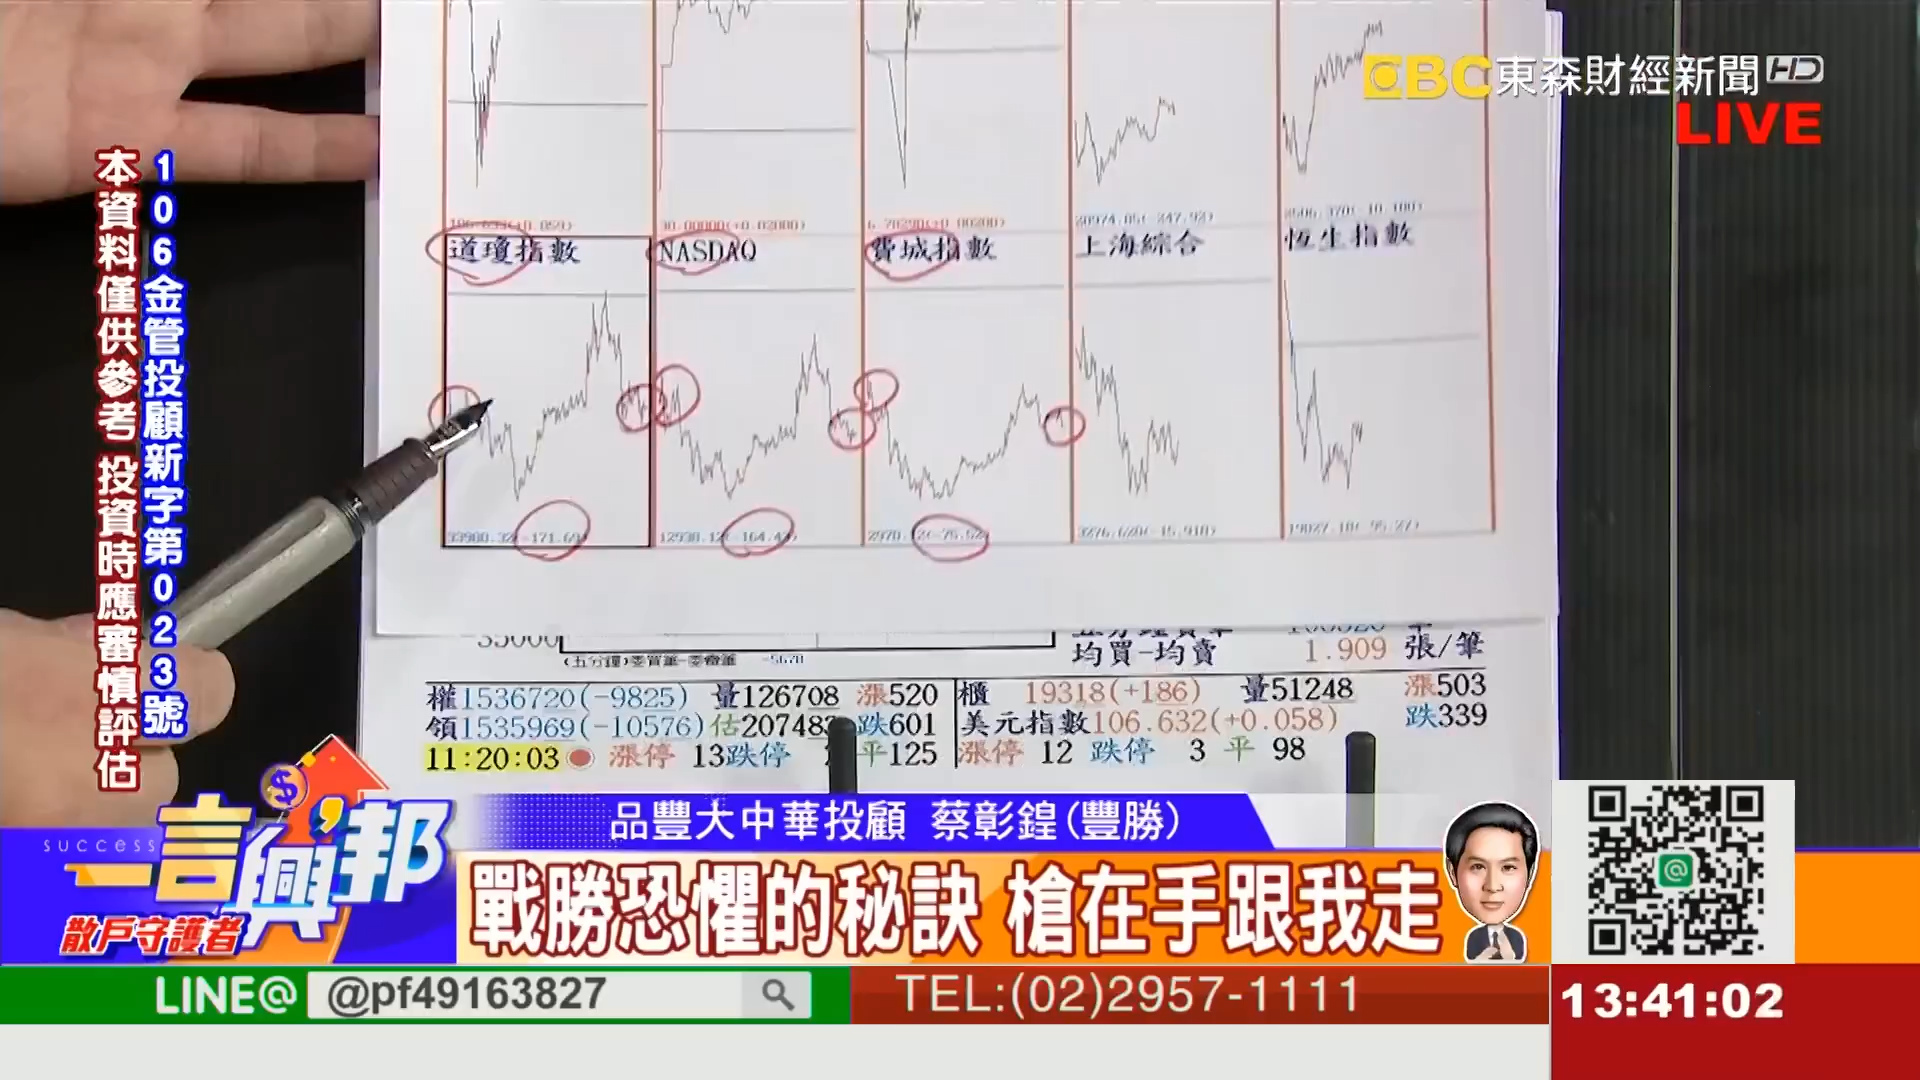 EBC東森財經新聞HD
LIVE
106金管投顧新字第023號
本資料僅供參考 投資時應審慎評估
20974.05(-247.92)
道瓊指數 NASDAQ 費城指數 上海綜合 恆生指數
-35000
均買-均賣 1.909 張/筆
權1536720(-9825) 量126708 漲520 櫃 19318(+186) 量51248 漲503
領1535969(-10576) 跌601 美元指數106.632(+0.058) 跌339
11:20:03 漲停 13跌停 平125 漲停 12 跌停 3 平 98
品豐大中華投顧 蔡彰鍠(豐勝)
success
一言興邦
散戶守護者
戰勝恐懼的秘訣 槍在手跟我走
LINE@ @pf49163827 TEL:(02)2957-1111 13:41:02